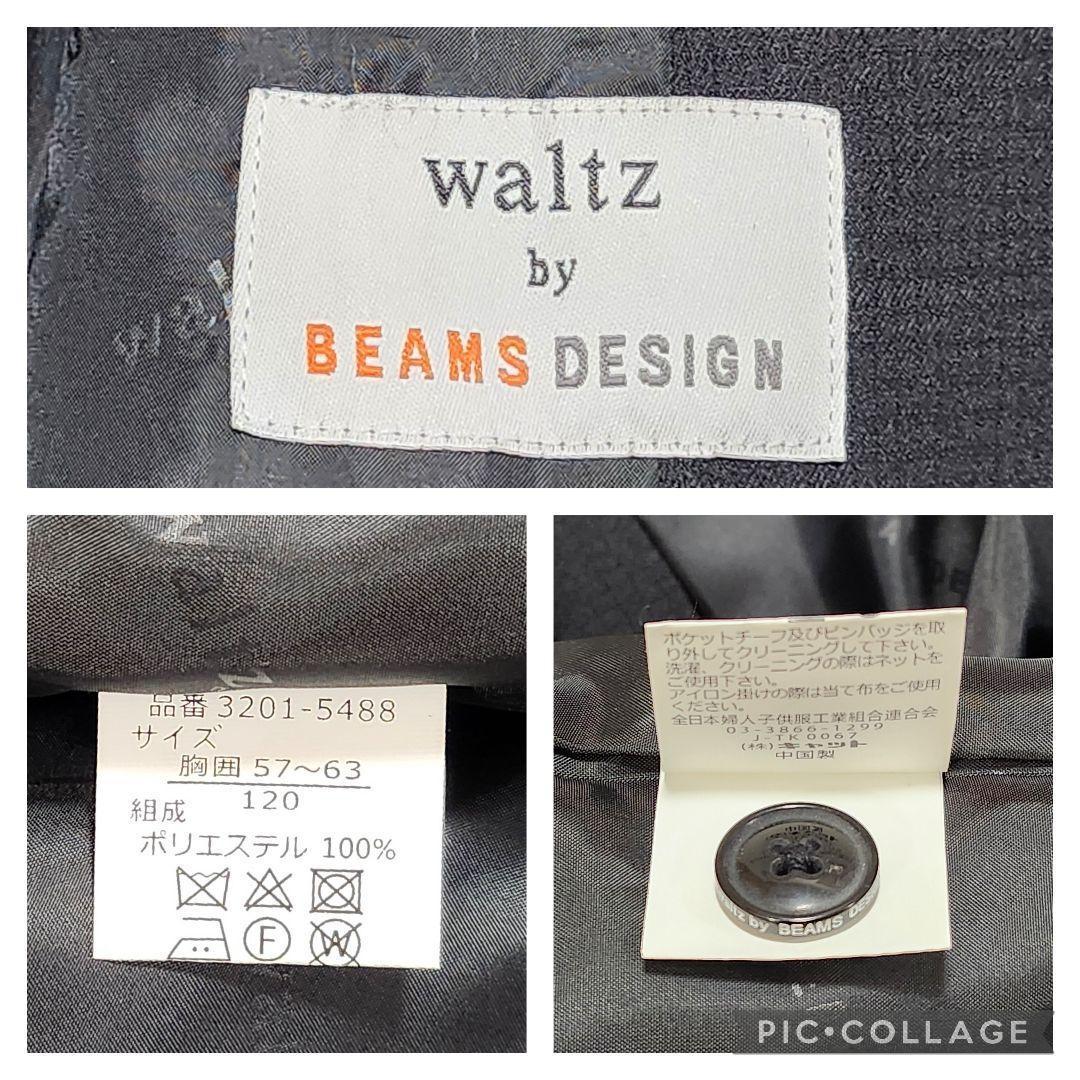 waltz
by
BEAMS DESIGN
品番 3201-5488
サイズ
胸囲 57～63
120
組成
ポリエステル 100%
F
W
ポケットチーフ及びピンバッジを取
り外してクリーニングして下さい。
洗濯、クリーニングの際はネットを
ご使用下さい。
アイロン掛けの際は当て布をご使用
ください。
全日本婦人子供服工業組合連合会
03-3866-1299
J-TK0067
(株)キャット
中国製
waltz by BEAMS DES
PIC•COLLAGE